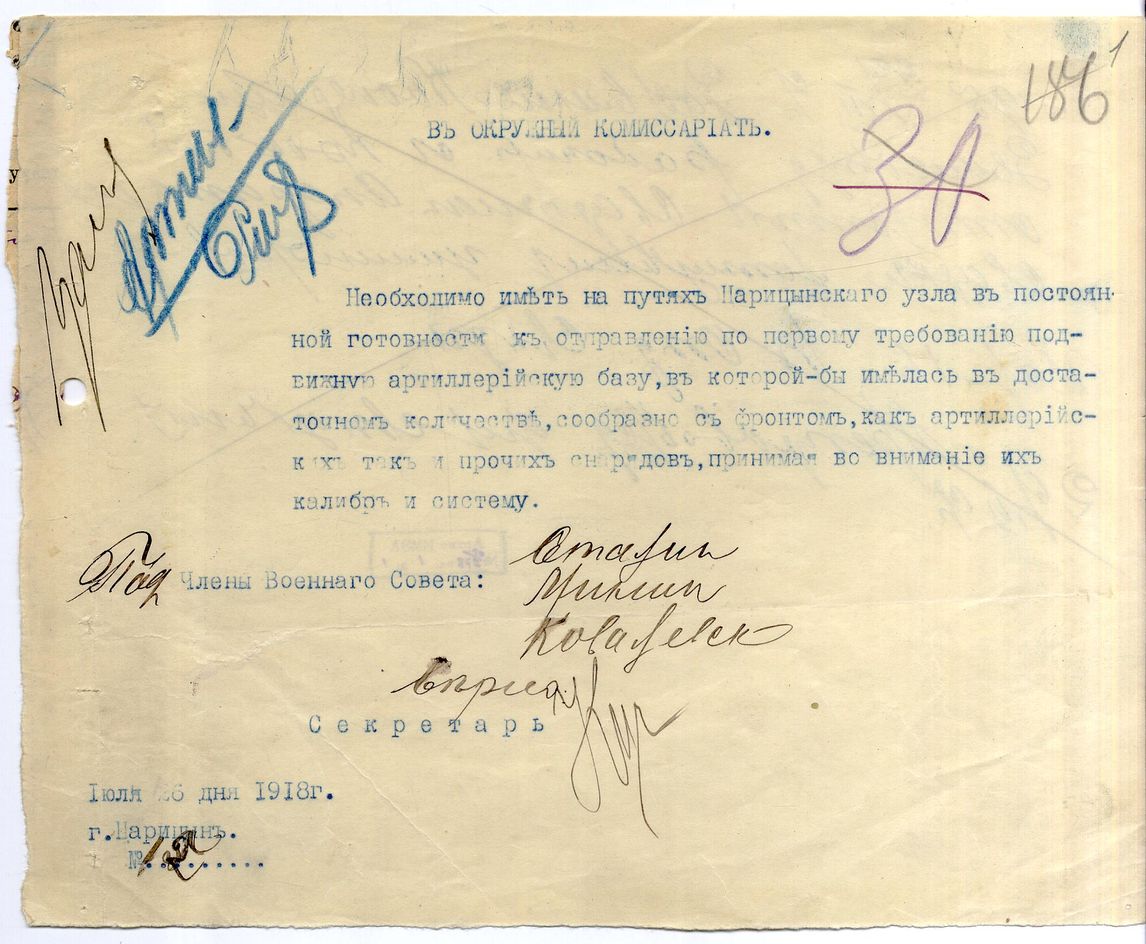 186
ВЪ ОКРУЖНЫЙ КОМИССАРІАТЪ.
Необходимо имѣть на путяхъ Царицынскаго узла въ постоян-
ной готовности къ отправленію по первому требованію под-
вижную артиллерійскую базу,въ которой-бы имѣлась въ доста-
точномъ количествѣ,сообразно съ фронтомъ,какъ артиллерійс-
кихъ такъ и прочихъ снарядовъ,принимая во вниманіе ихъ
калибръ и систему.
Сталин
Под Члены Военнаго Совета: Минин
Ковалевск
Секретарь
Іюля 26 дня 1918г.
г.Царицынъ.
№..........